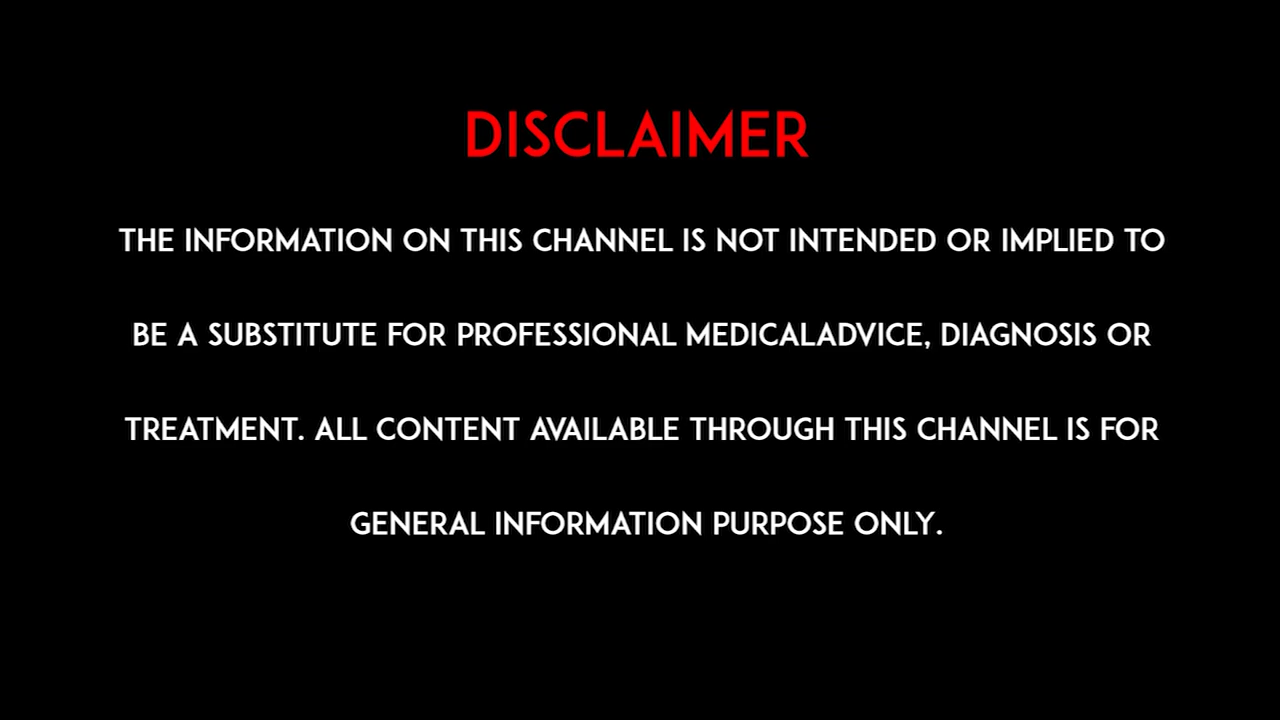 DISCLAIMER
THE INFORMATION ON THIS CHANNEL IS NOT INTENDED OR IMPLIED TO
BE A SUBSTITUTE FOR PROFESSIONAL MEDICALADVICE, DIAGNOSIS OR
TREATMENT. ALL CONTENT AVAILABLE THROUGH THIS CHANNEL IS FOR
GENERAL INFORMATION PURPOSE ONLY.